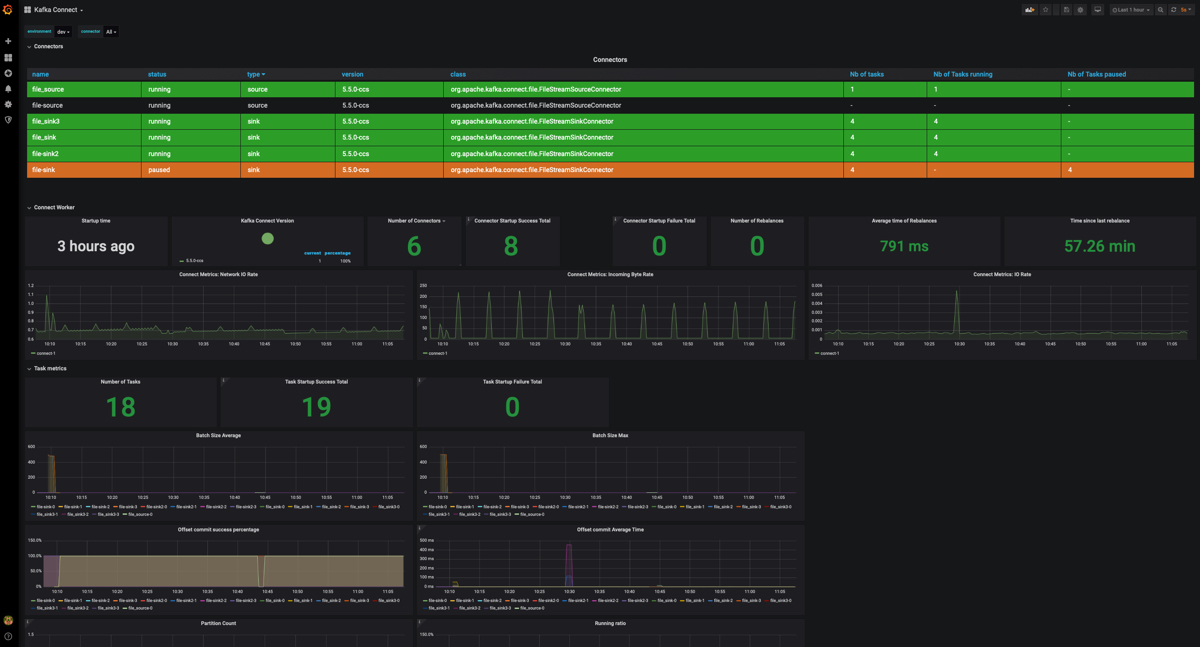 Kafka Connect
Last 1 hour
5s
environment dev connector All
Connectors
Connectors
name status type version class Nb of tasks Nb of Tasks running Nb of Tasks paused
file_source running source 5.5.0-ccs org.apache.kafka.connect.file.FileStreamSourceConnector 1 1 -
file-source running source 5.5.0-ccs org.apache.kafka.connect.file.FileStreamSourceConnector - - -
file_sink3 running sink 5.5.0-ccs org.apache.kafka.connect.file.FileStreamSinkConnector 4 4 -
file_sink running sink 5.5.0-ccs org.apache.kafka.connect.file.FileStreamSinkConnector 4 4 -
file-sink2 running sink 5.5.0-ccs org.apache.kafka.connect.file.FileStreamSinkConnector 4 4 -
file-sink paused sink 5.5.0-ccs org.apache.kafka.connect.file.FileStreamSinkConnector 4 - 4
Connect Worker
Startup time
3 hours ago
Kafka Connect Version
current percentage
5.5.0-ccs 1 100%
Number of Connectors
6
Connector Startup Success Total
8
Connector Startup Failure Total
0
Number of Rebalances
0
Average time of Rebalances
791 ms
Time since last rebalance
57.26 min
Connect Metrics: Network IO Rate
1.2
1.1
1.0
0.9
0.8
0.7
0.6
10:10 10:15 10:20 10:25 10:30 10:35 10:40 10:45 10:50 10:55 11:00 11:05
connect-1
Connect Metrics: Incoming Byte Rate
250
200
150
100
50
0
10:10 10:15 10:20 10:25 10:30 10:35 10:40 10:45 10:50 10:55 11:00 11:05
connect-1
Connect Metrics: IO Rate
0.006
0.005
0.004
0.003
0.002
0.001
0
10:10 10:15 10:20 10:25 10:30 10:35 10:40 10:45 10:50 10:55 11:00 11:05
connect-1
Task metrics
Number of Tasks
18
Task Startup Success Total
19
Task Startup Failure Total
0
Batch Size Average
600
400
200
0
10:10 10:15 10:20 10:25 10:30 10:35 10:40 10:45 10:50 10:55 11:00 11:05
file-sink-0 file-sink-1 file-sink-2 file-sink-3 file-sink2-0 file-sink2-1 file-sink2-2 file-sink2-3 file_sink-0 file_sink-1 file_sink-2 file_sink-3 file_sink3-0
file_sink3-1 file_sink3-2 file_sink3-3 file_source-0
Batch Size Max
600
400
200
0
10:10 10:15 10:20 10:25 10:30 10:35 10:40 10:45 10:50 10:55 11:00 11:05
file-sink-0 file-sink-1 file-sink-2 file-sink-3 file-sink2-0 file-sink2-1 file-sink2-2 file-sink2-3 file_sink-0 file_sink-1 file_sink-2 file_sink-3 file_sink3-0
file_sink3-1 file_sink3-2 file_sink3-3 file_source-0
Offset commit success percentage
150.0%
100.0%
50.0%
0%
10:10 10:15 10:20 10:25 10:30 10:35 10:40 10:45 10:50 10:55 11:00 11:05
file-sink-0 file-sink-1 file-sink-2 file-sink-3 file-sink2-0 file-sink2-1 file-sink2-2 file-sink2-3 file_sink-0 file_sink-1 file_sink-2 file_sink-3 file_sink3-0
file_sink3-1 file_sink3-2 file_sink3-3 file_source-0
Offset commit Average Time
500 ms
400 ms
300 ms
200 ms
100 ms
0 ms
10:10 10:15 10:20 10:25 10:30 10:35 10:40 10:45 10:50 10:55 11:00 11:05
file-sink-0 file-sink-1 file-sink-2 file-sink-3 file-sink2-0 file-sink2-1 file-sink2-2 file-sink2-3 file_sink-0 file_sink-1 file_sink-2 file_sink-3 file_sink3-0
file_sink3-1 file_sink3-2 file_sink3-3 file_source-0
Partition Count
1.5
Running ratio
150.0%